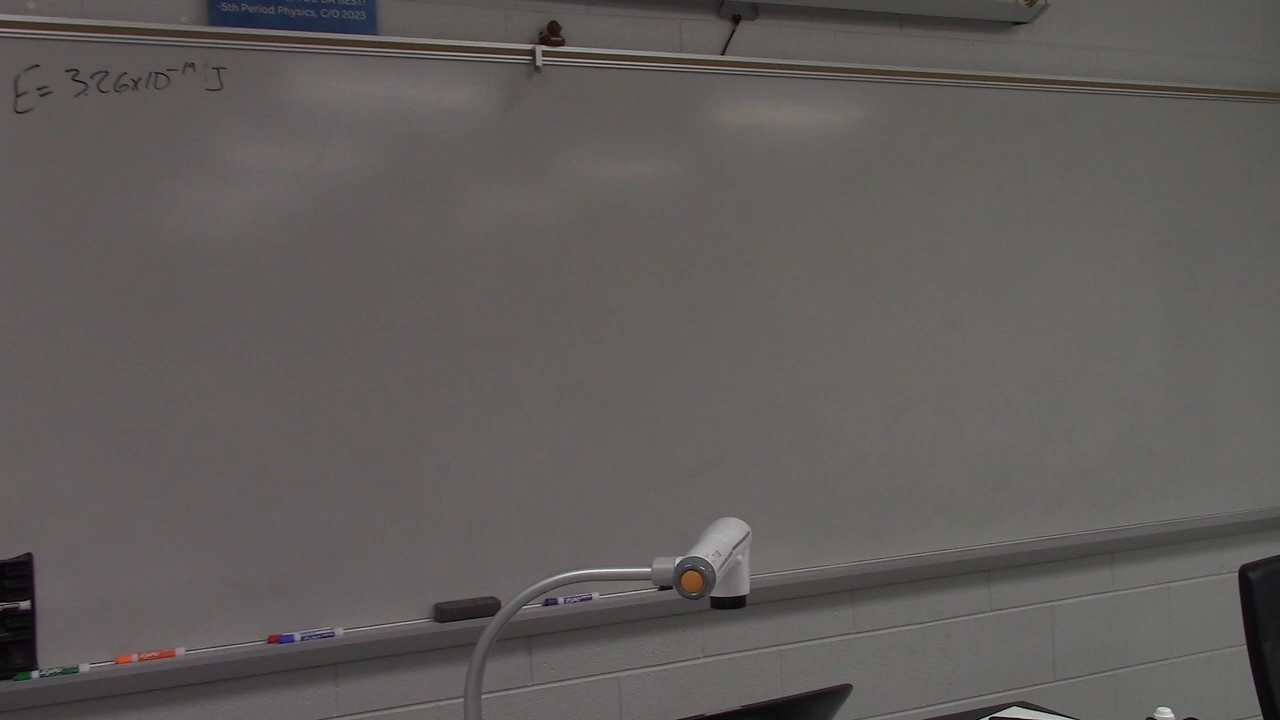 -5th Period Physics, C/O 2023
E= 3.26x10⁻¹⁹ J